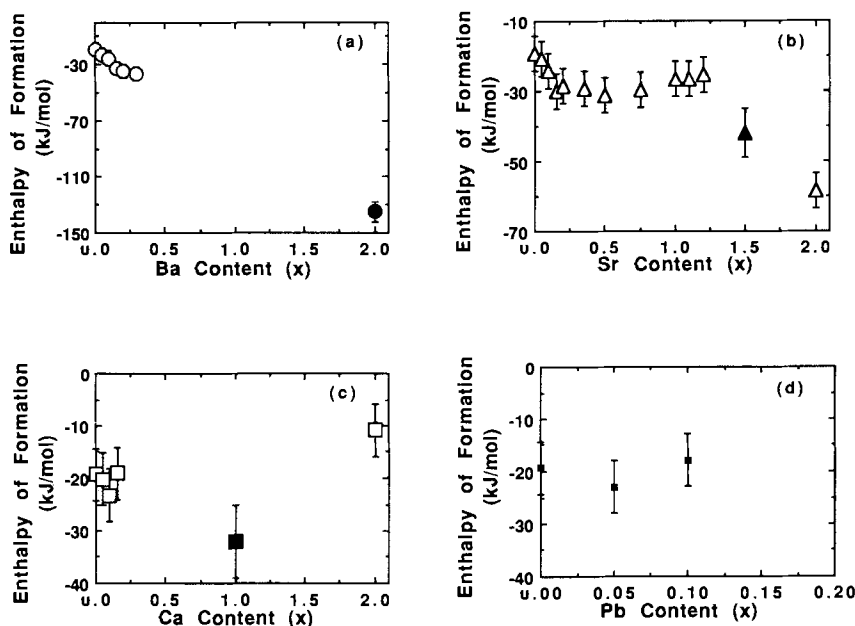 Enthalpy of Formation
(kJ/mol)
-30
-70
-110
-130
-150
(a)
0.0 0.5 1.0 1.5 2.0
Ba Content (x)
Enthalpy of Formation
(kJ/mol)
-10
-30
-50
-70
(b)
0.0 0.5 1.0 1.5 2.0
Sr Content (x)
Enthalpy of Formation
(kJ/mol)
0
-10
-20
-30
-40
(c)
0.0 0.5 1.0 1.5 2.0
Ca Content (x)
Enthalpy of Formation
(kJ/mol)
0
-10
-20
-30
-40
(d)
0.00 0.05 0.10 0.15 0.20
Pb Content (x)